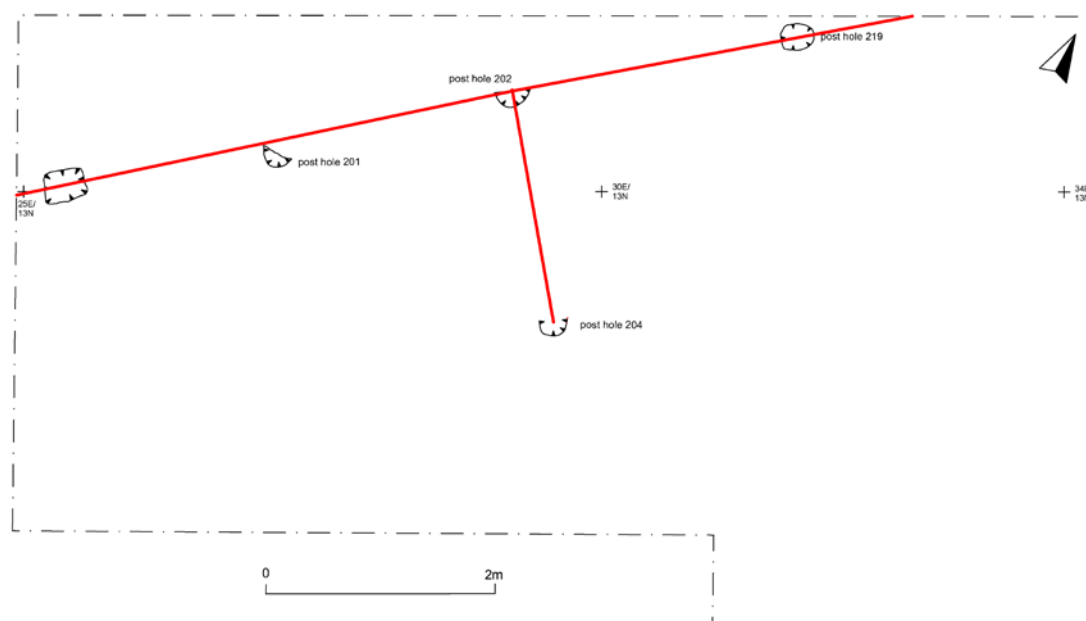 post hole 219
post hole 202
post hole 201
25E/
13N
30E/
13N
post hole 204
0 2m